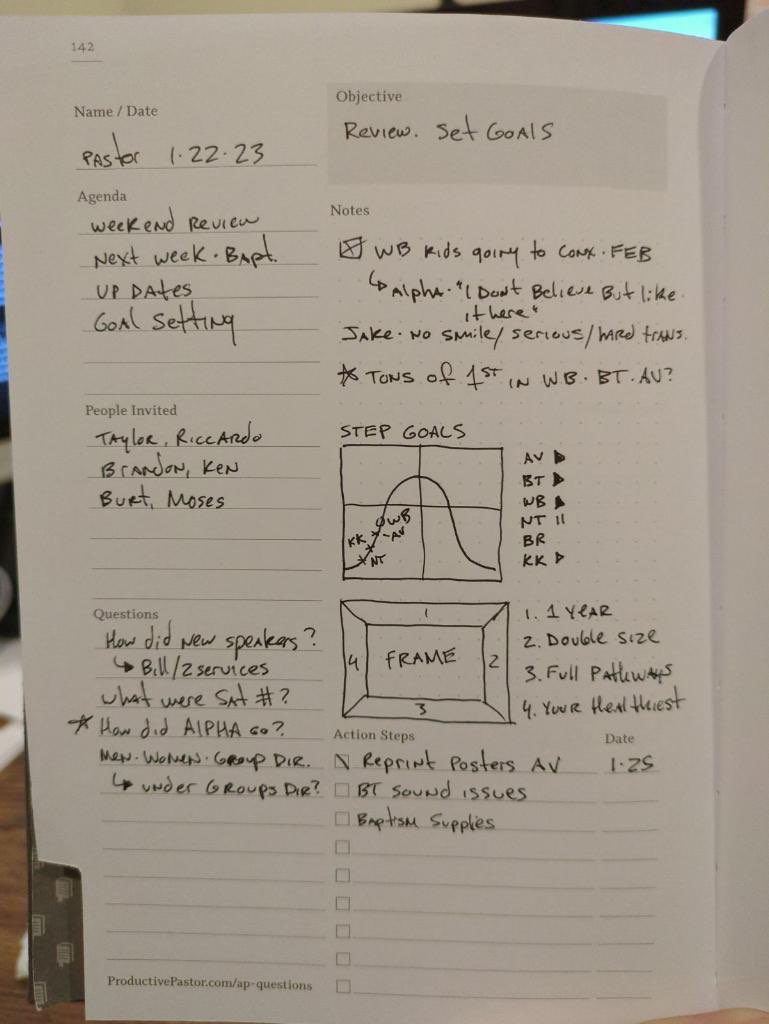 142
Name / Date
PAstor 1.22.23
Objective
Review. Set GOALS
Agenda
WeekEND Review
Next week. BApt.
UPDATES
GOAL Setting
People Invited
TAylor, RiccARdo
BRANDON, KEN
Burt, Moses
Questions
How did New speakers?
↳ Bill/2 services
What were SAt #?
☆ How did ALPHA GO?
MEN. WOMEN. GROUP DIR.
↳ UNDER GROUPS DIR?
Notes
☒ WB Kids going to CONX. FEB
↳ Alpha. "I Dont Believe But like
it here"
JAKE. NO SMile/ SERIOUS/ HARD TRANS.
☆ TONS of 1ST IN WB. BT. AV?
STEP GOALS
WB
AV
KK
NT
AV ▶
BT ▶
WB ▲
NT II
BR
KK ▷
1
2
3
4
FRAME
1. 1 YEAR
2. Double Size
3. Full Pathways
4. YOUR HeAlthiest
Action Steps
Date
Reprint Posters AV 1.25
BT SOUND ISSUES
BAptism Supplies
ProductivePastor.com/ap-questions